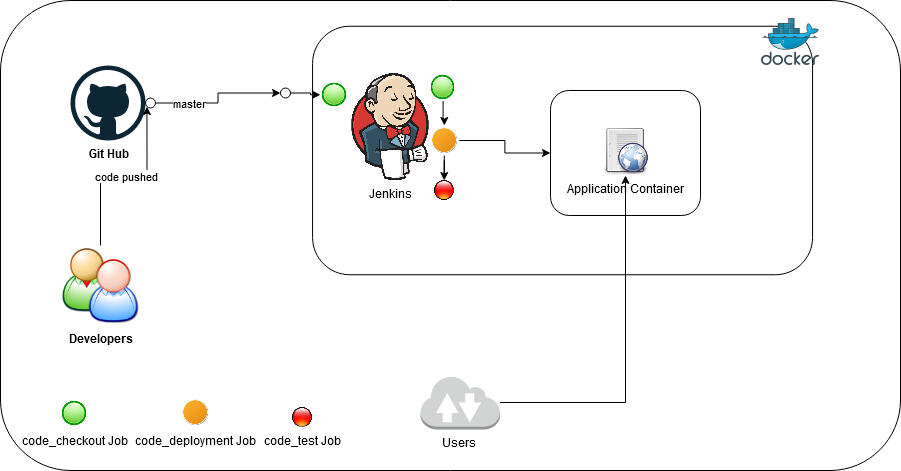 docker
master
Git Hub
code pushed
Jenkins
Application Container
Developers
code_checkout Job
code_deployment Job
code_test Job
Users